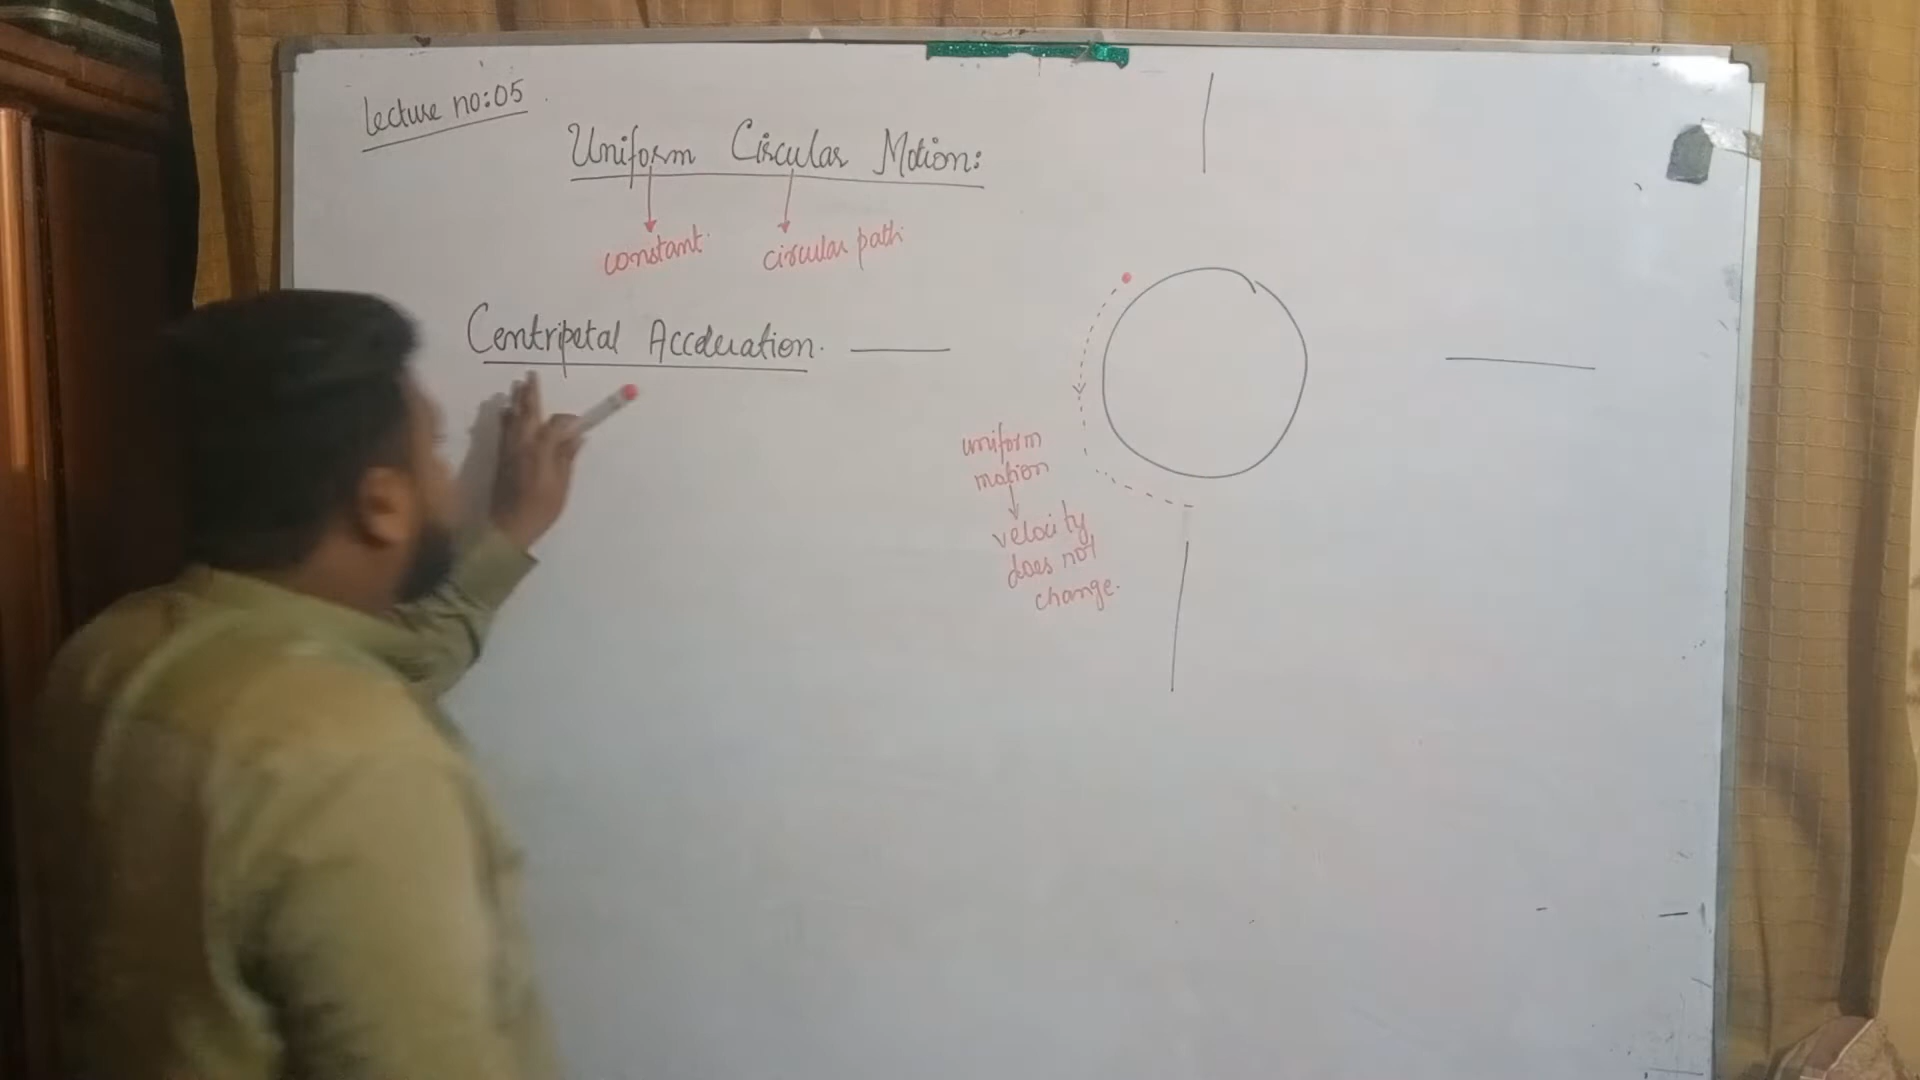 Lecture no:05
Uniform Circular Motion:
constant
circular path
Centripetal Acceleration.
uniform
motion
velocity
does not
change.